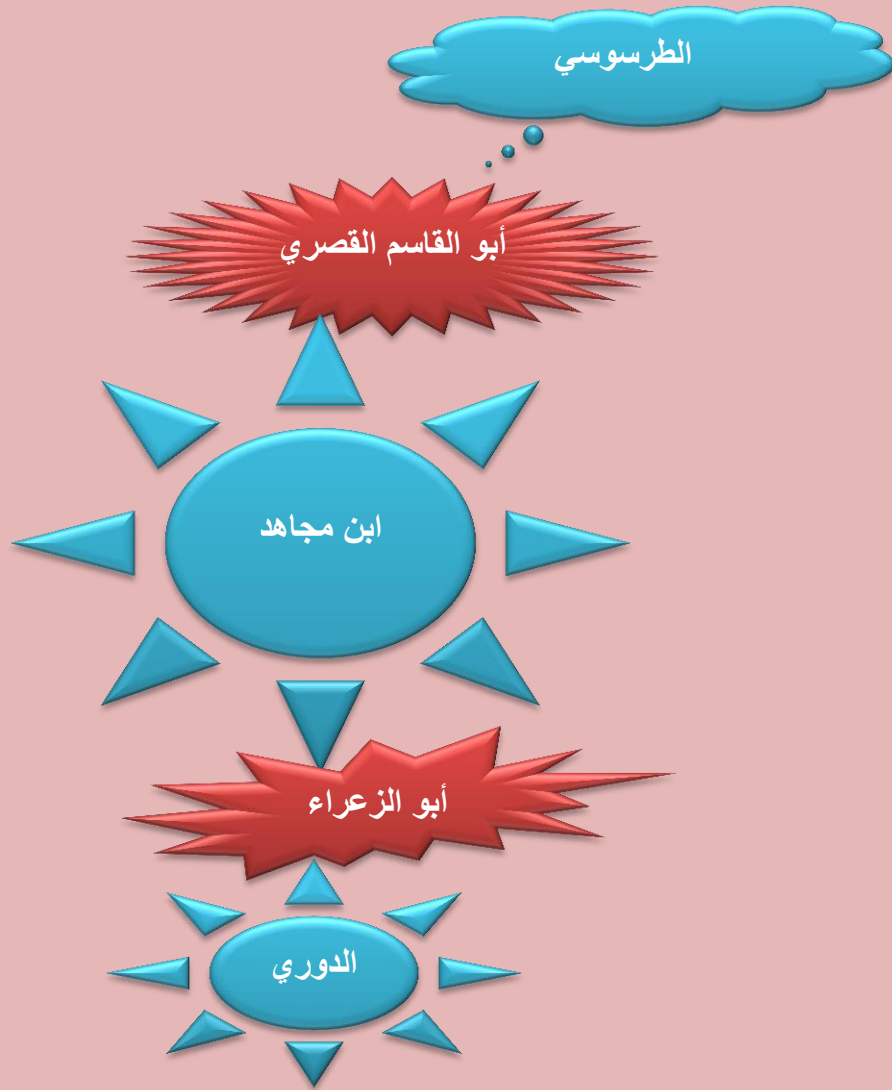 الطرسوسي
أبو القاسم القصري
ابن مجاهد
أبو الزعراء
الدوري